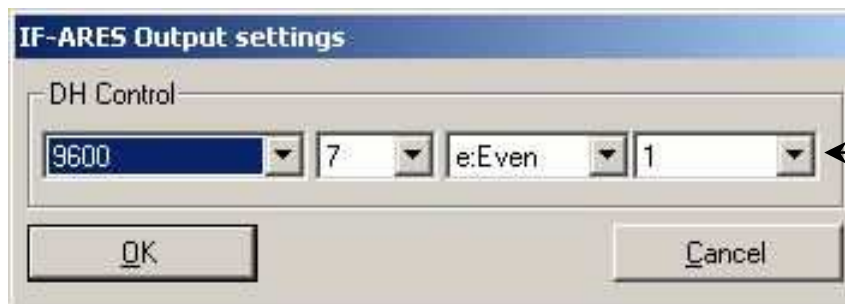 IF-ARES Output settings
DH Control
9600 7 e:Even 1
OK Cancel